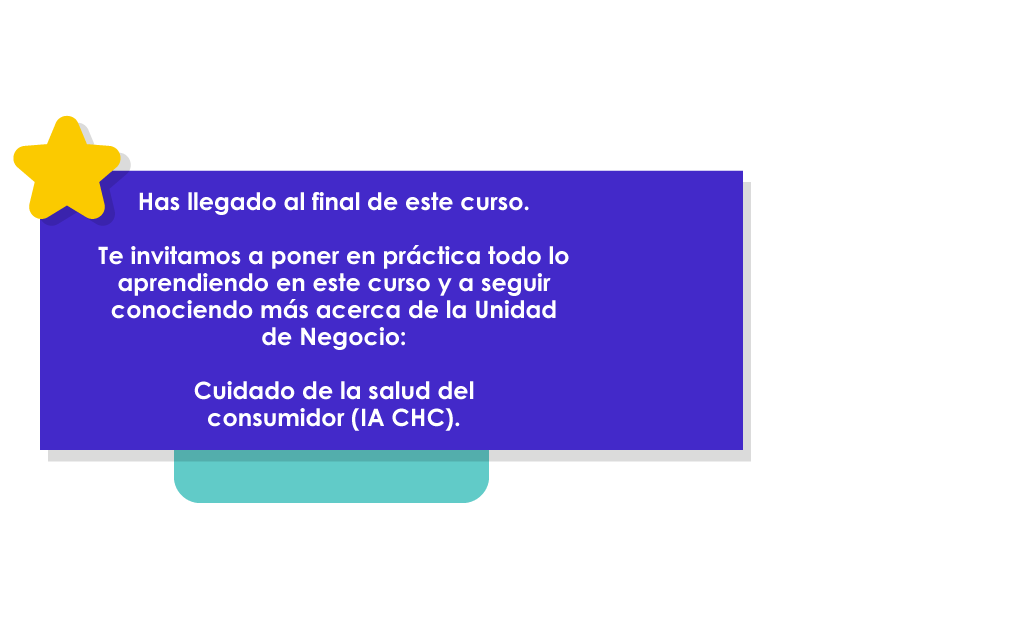 Has llegado al final de este curso.
Te invitamos a poner en práctica todo lo
aprendiendo en este curso y a seguir
conociendo más acerca de la Unidad
de Negocio:
Cuidado de la salud del
consumidor (IA CHC).